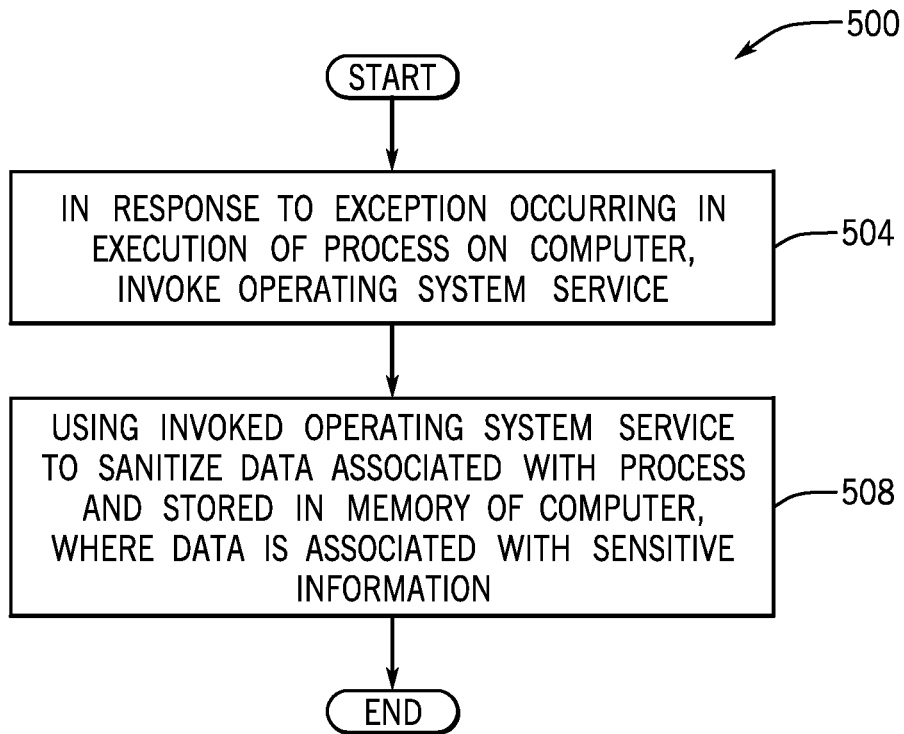 500
START
IN RESPONSE TO EXCEPTION OCCURRING IN
EXECUTION OF PROCESS ON COMPUTER,
INVOKE OPERATING SYSTEM SERVICE
504
USING INVOKED OPERATING SYSTEM SERVICE
TO SANITIZE DATA ASSOCIATED WITH PROCESS
AND STORED IN MEMORY OF COMPUTER,
WHERE DATA IS ASSOCIATED WITH SENSITIVE
INFORMATION
508
END